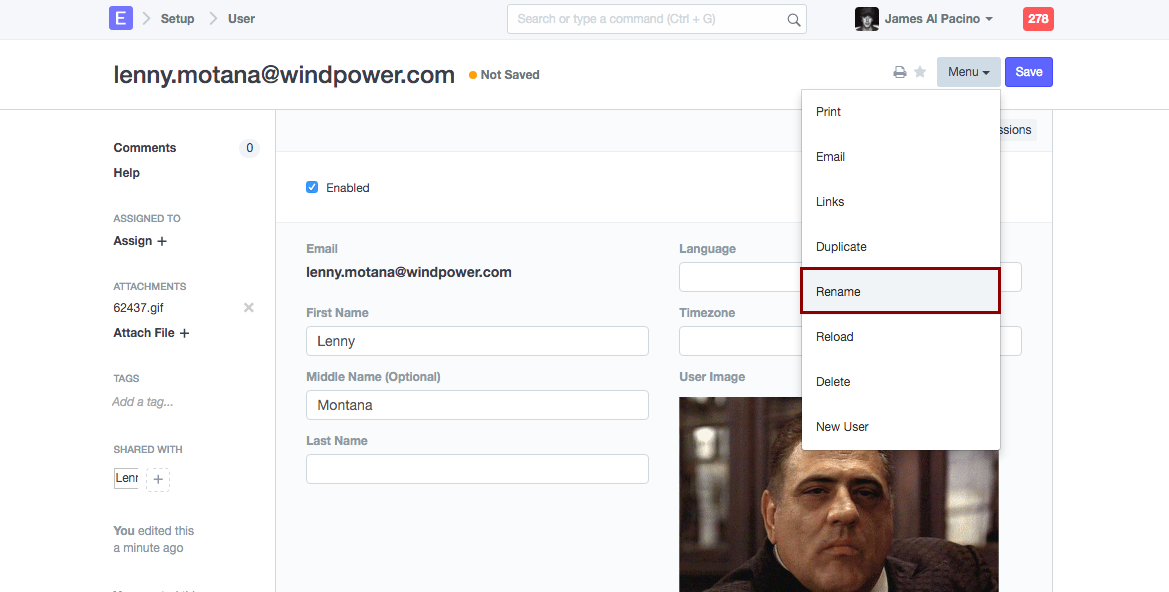 E Setup User Search or type a command (Ctrl + G) James Al Pacino 278
lenny.motana@windpower.com Not Saved Menu Save
Comments 0
Help
ASSIGNED TO
Assign +
ATTACHMENTS
62437.gif
Attach File +
TAGS
Add a tag...
SHARED WITH
Lenr +
You edited this
a minute ago
ssions
Enabled
Email
lenny.motana@windpower.com
First Name
Lenny
Middle Name (Optional)
Montana
Last Name
Language
Timezone
User Image
Print
Email
Links
Duplicate
Rename
Reload
Delete
New User